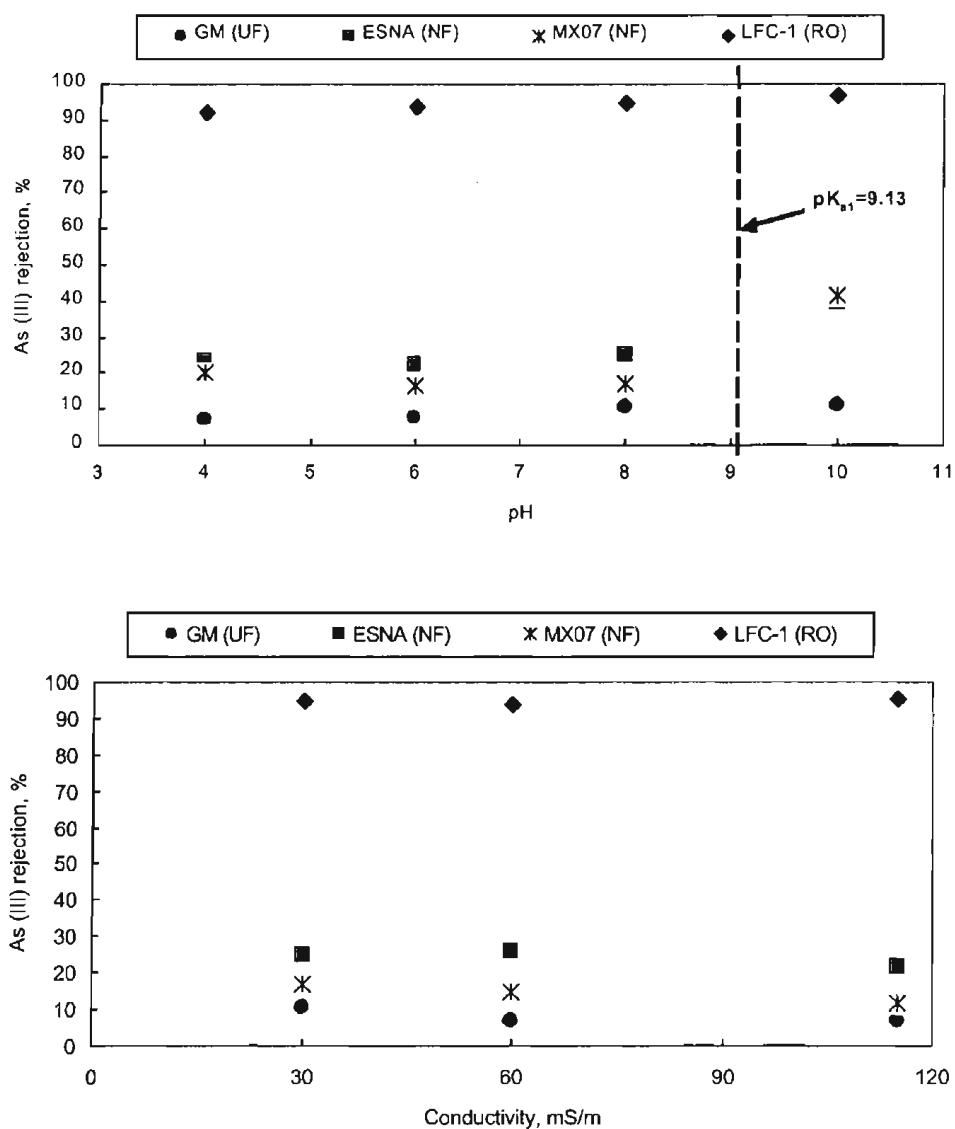 GM (UF) ESNA (NF) MX07 (NF) LFC-1 (RO)
100
90
80
70
60
50
40
30
20
10
0
As (III) rejection, %
pKa1=9.13
3 4 5 6 7 8 9 10 11
pH
GM (UF) ESNA (NF) MX07 (NF) LFC-1 (RO)
100
90
80
70
60
50
40
30
20
10
0
As (III) rejection, %
0 30 60 90 120
Conductivity, mS/m